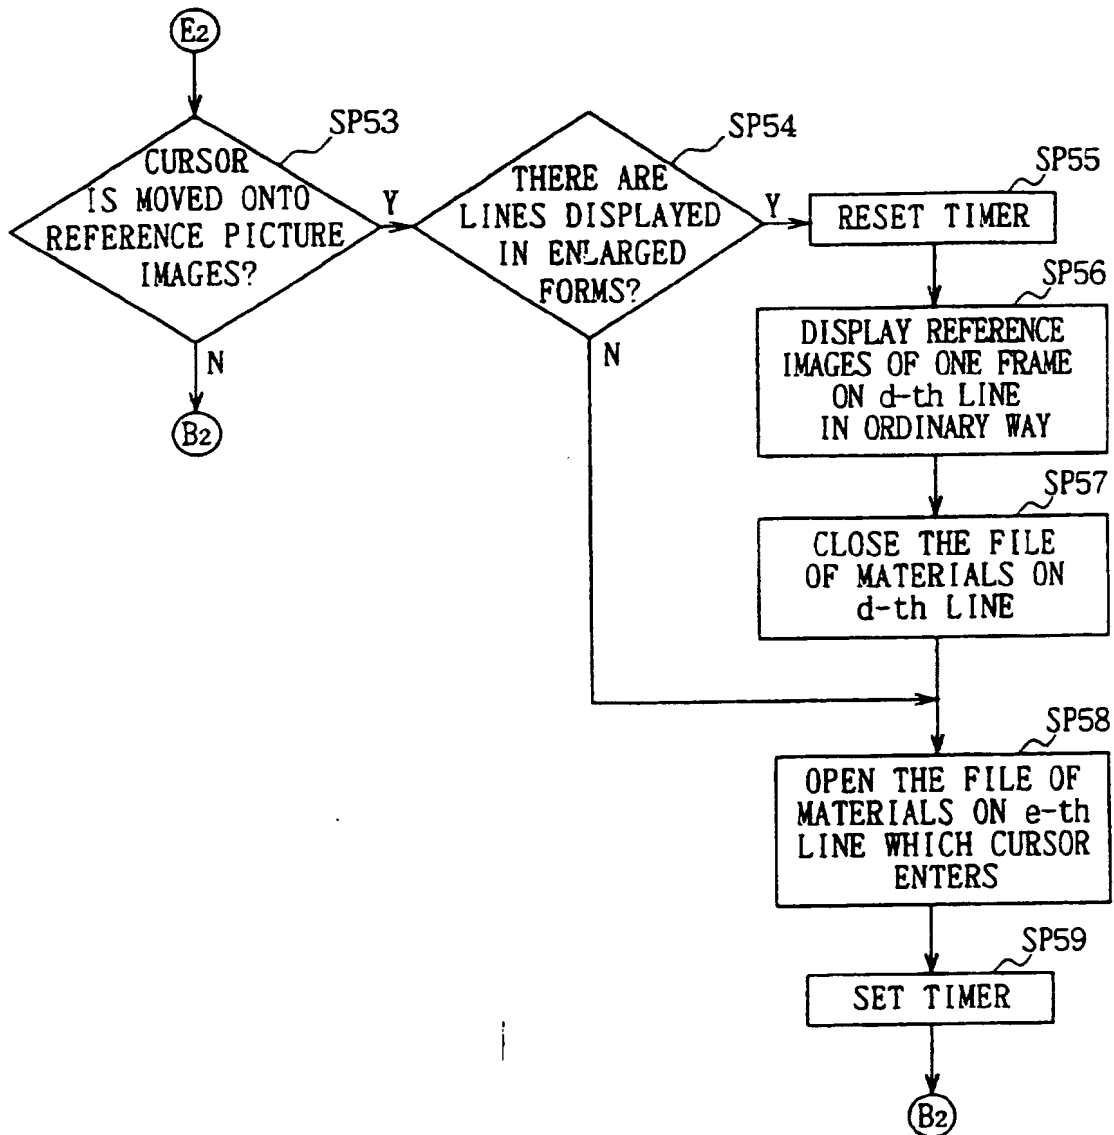 E2
SP53
CURSOR
IS MOVED ONTO
REFERENCE PICTURE
IMAGES?
Y
N
B2
SP54
THERE ARE
LINES DISPLAYED
IN ENLARGED
FORMS?
Y
N
SP55
RESET TIMER
SP56
DISPLAY REFERENCE
IMAGES OF ONE FRAME
ON d-th LINE
IN ORDINARY WAY
SP57
CLOSE THE FILE
OF MATERIALS ON
d-th LINE
SP58
OPEN THE FILE OF
MATERIALS ON e-th
LINE WHICH CURSOR
ENTERS
SP59
SET TIMER
B2